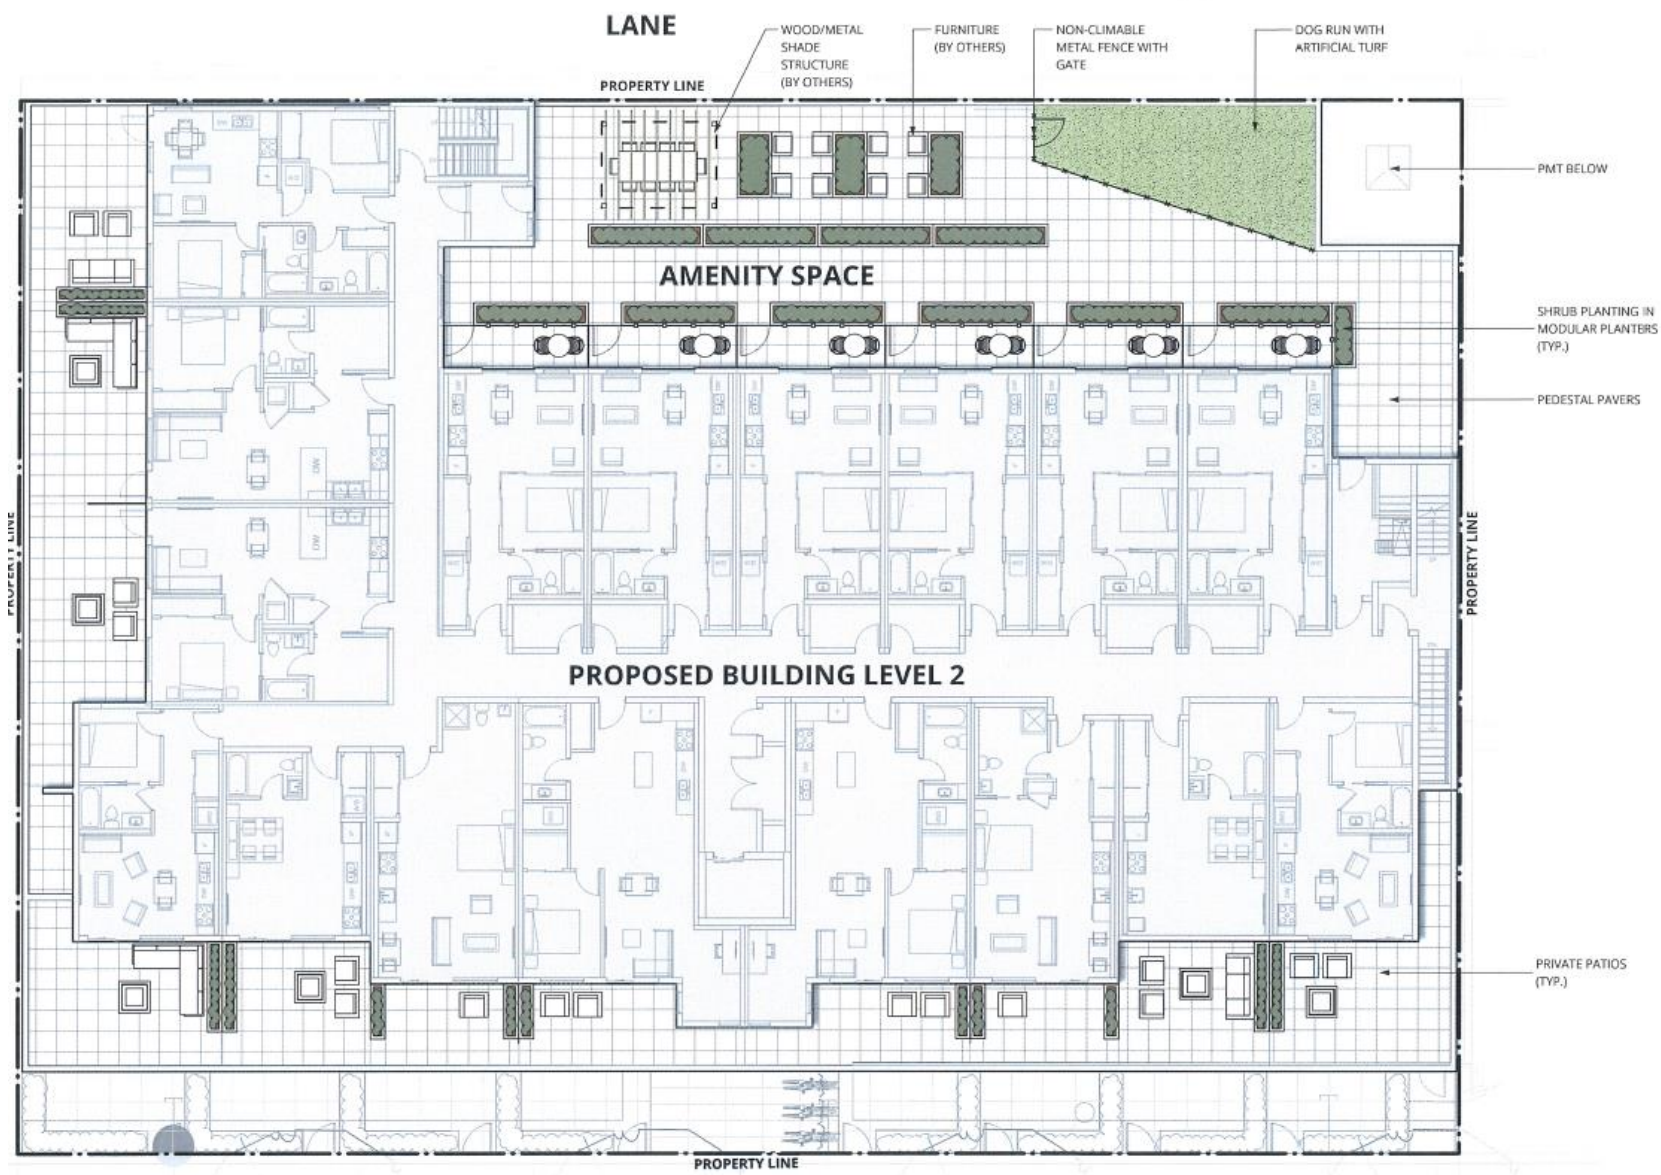 LANE
WOOD/METAL
SHADE
STRUCTURE
(BY OTHERS)
FURNITURE
(BY OTHERS)
NON-CLIMABLE
METAL FENCE WITH
GATE
DOG RUN WITH
ARTIFICIAL TURF
PROPERTY LINE
PMT BELOW
AMENITY SPACE
SHRUB PLANTING IN
MODULAR PLANTERS
(TYP.)
PEDESTAL PAVERS
PROPERTY LINE
PROPERTY LINE
PROPOSED BUILDING LEVEL 2
PRIVATE PATIOS
(TYP.)
PROPERTY LINE